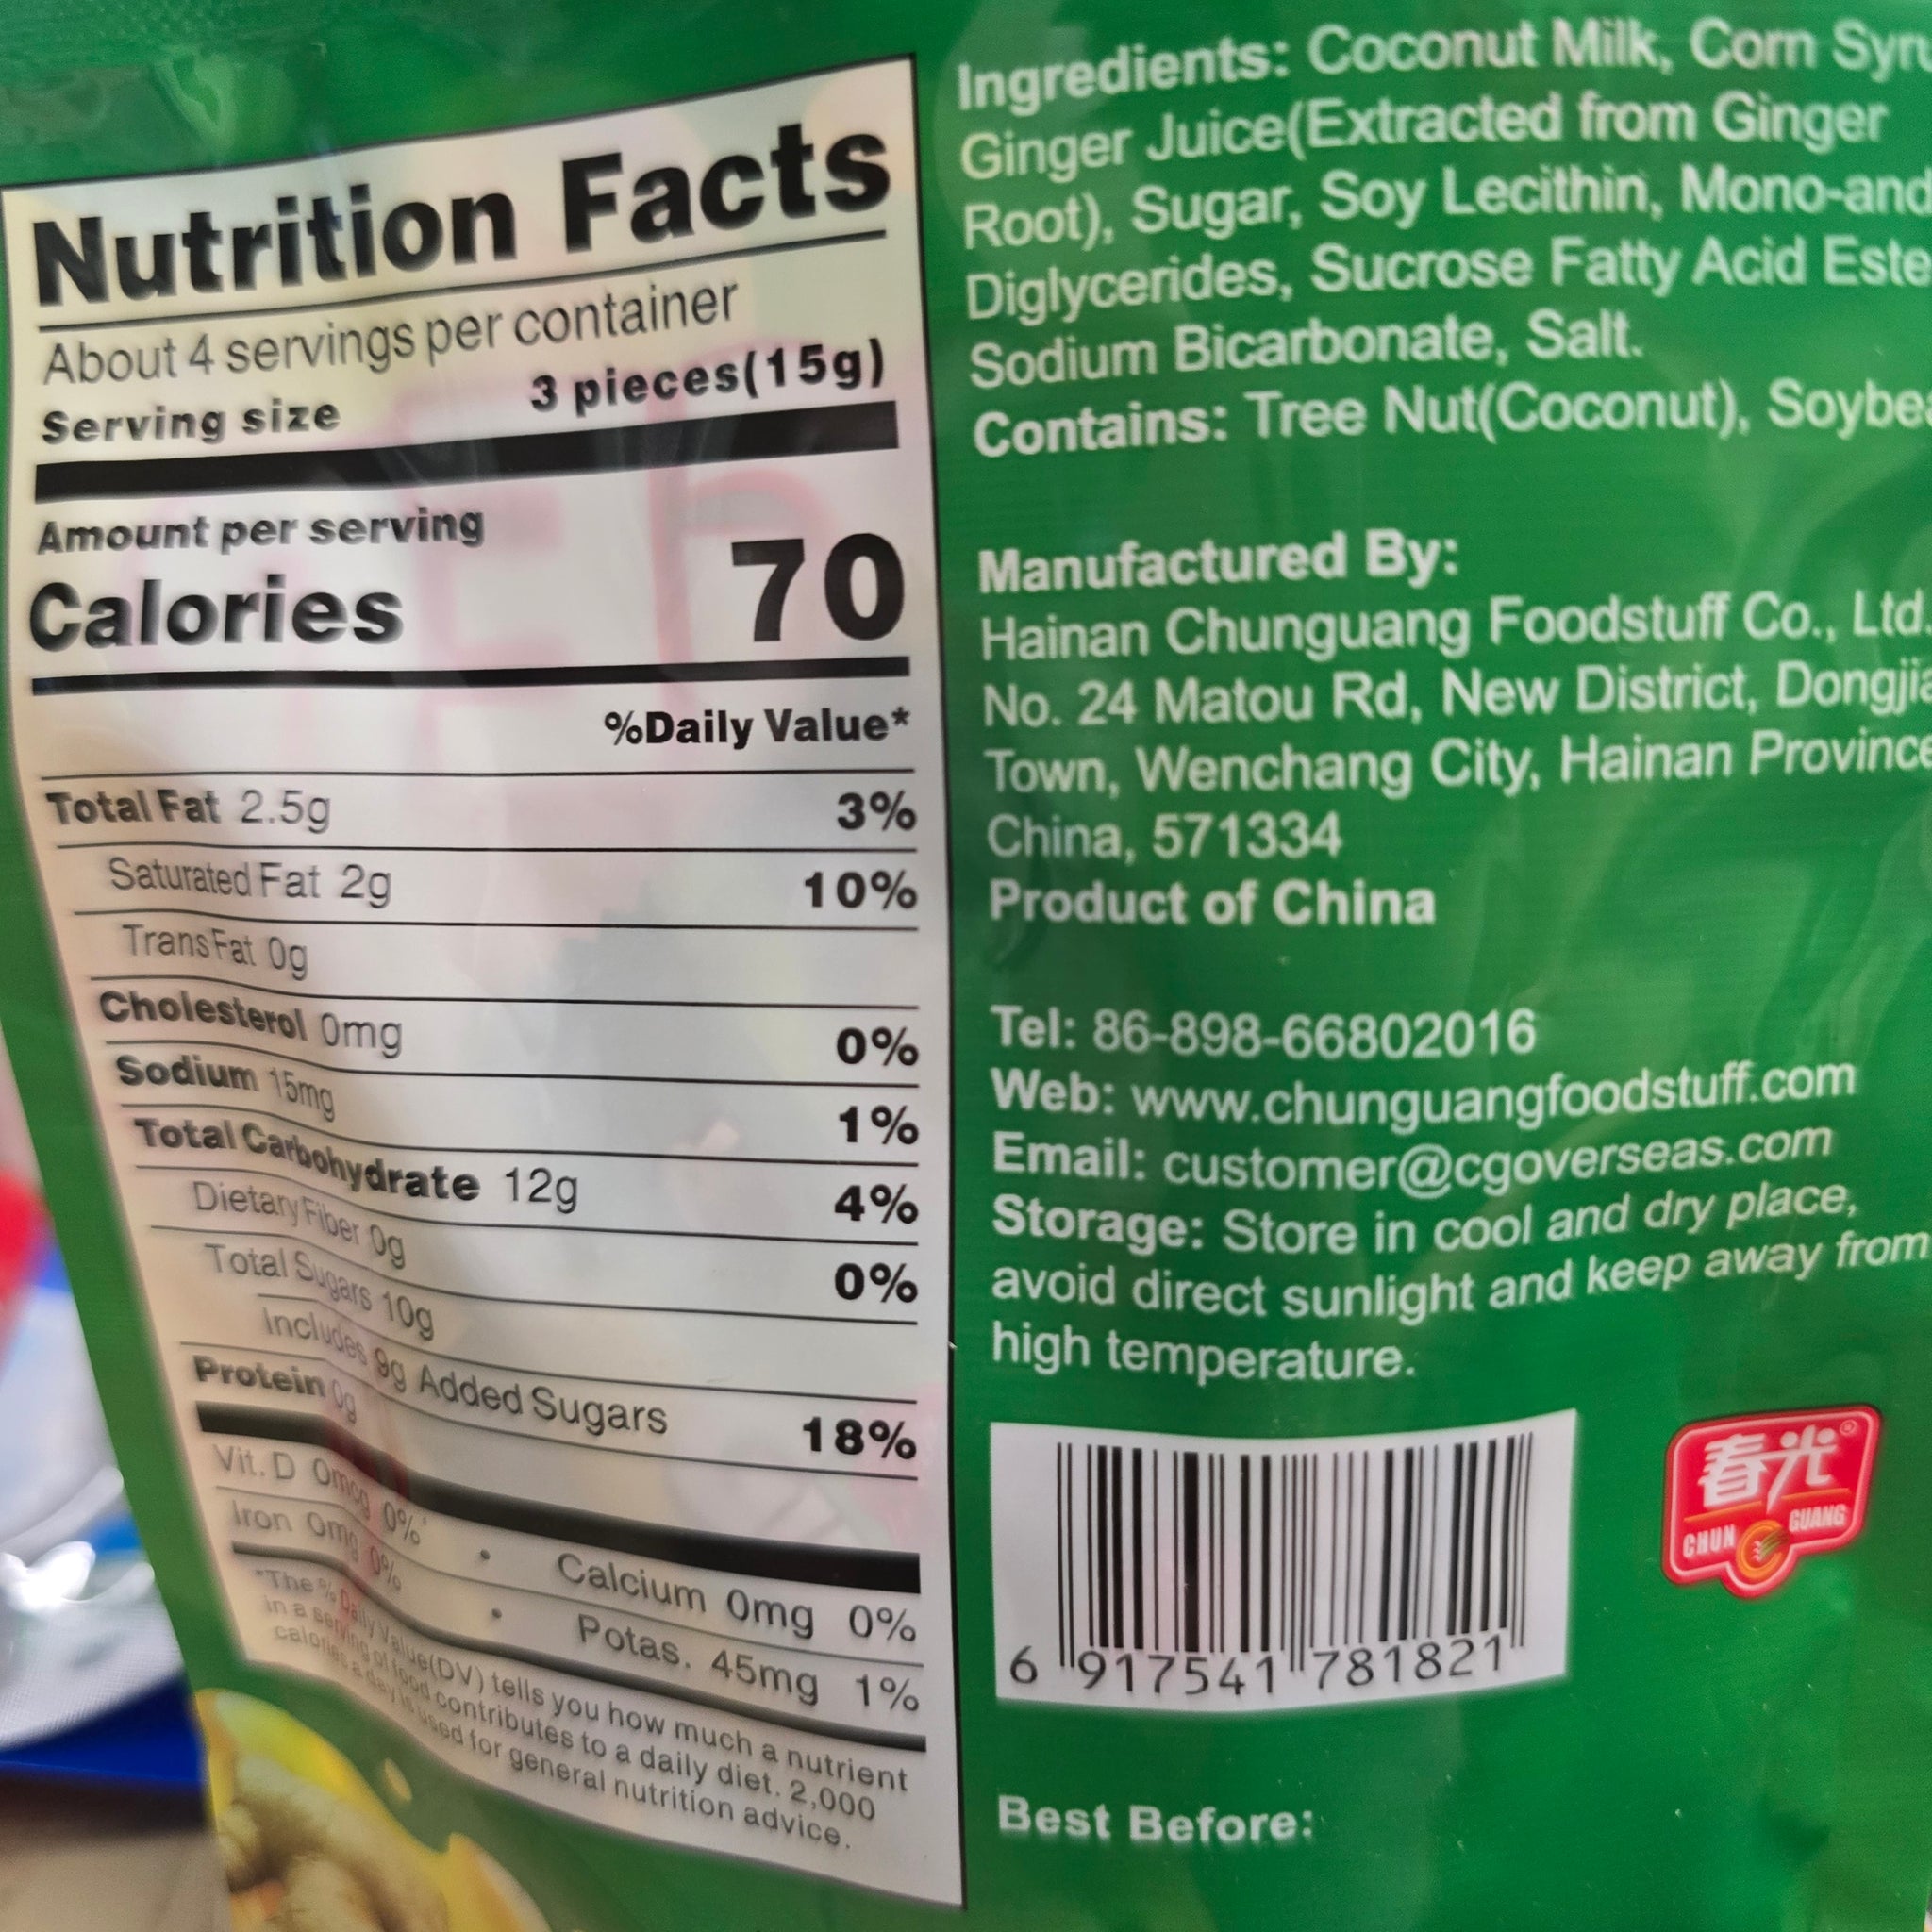 Nutrition Facts
About 4 servings per container
Serving size 3 pieces(15g)
Amount per serving
Calories 70
%Daily Value*
Total Fat 2.5g 3%
Saturated Fat 2g 10%
Trans Fat 0g
Cholesterol 0mg 0%
Sodium 15mg 1%
Total Carbohydrate 12g 4%
Dietary Fiber 0g 0%
Total Sugars 10g
Includes 9g Added Sugars 18%
Protein 0g
Vit. D 0mcg 0% • Calcium 0mg 0%
Iron 0mg 0% • Potas. 45mg 1%
*The % Daily Value(DV) tells you how much a nutrient
in a serving of food contributes to a daily diet. 2,000
calories a day is used for general nutrition advice.
Ingredients: Coconut Milk, Corn Syru
Ginger Juice(Extracted from Ginger
Root), Sugar, Soy Lecithin, Mono-and
Diglycerides, Sucrose Fatty Acid Este
Sodium Bicarbonate, Salt.
Contains: Tree Nut(Coconut), Soybe
Manufactured By:
Hainan Chunguang Foodstuff Co., Ltd.
No. 24 Matou Rd, New District, Dongjia
Town, Wenchang City, Hainan Province
China, 571334
Product of China
Tel: 86-898-66802016
Web: www.chunguangfoodstuff.com
Email: customer@cgoverseas.com
Storage: Store in cool and dry place,
avoid direct sunlight and keep away from
high temperature.
6 917541 781821
春光®
CHUN GUANG
Best Before: